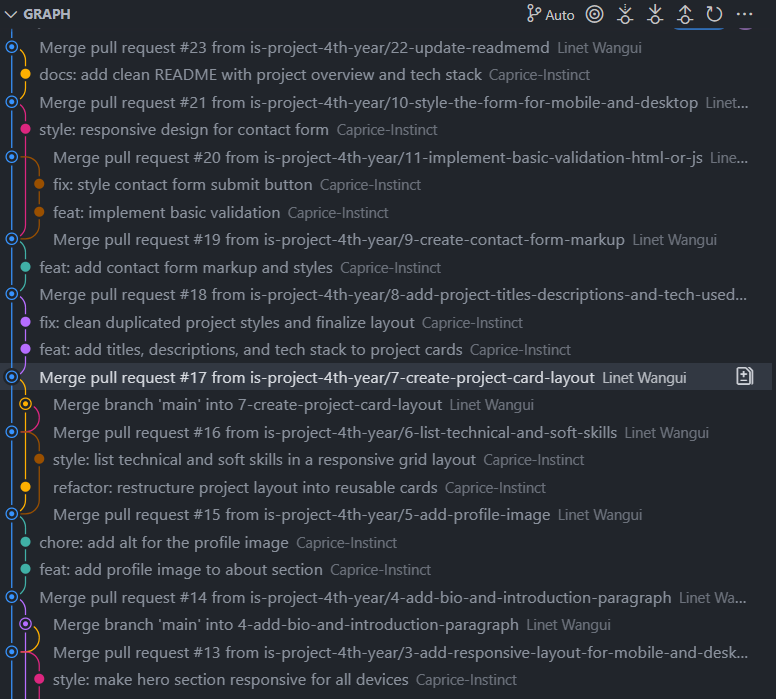 GRAPH Auto
Merge pull request #23 from is-project-4th-year/22-update-readmemd Linet Wangui
docs: add clean README with project overview and tech stack Caprice-Instinct
Merge pull request #21 from is-project-4th-year/10-style-the-form-for-mobile-and-desktop Linet...
style: responsive design for contact form Caprice-Instinct
Merge pull request #20 from is-project-4th-year/11-implement-basic-validation-html-or-js Line...
fix: style contact form submit button Caprice-Instinct
feat: implement basic validation Caprice-Instinct
Merge pull request #19 from is-project-4th-year/9-create-contact-form-markup Linet Wangui
feat: add contact form markup and styles Caprice-Instinct
Merge pull request #18 from is-project-4th-year/8-add-project-titles-descriptions-and-tech-used...
fix: clean duplicated project styles and finalize layout Caprice-Instinct
feat: add titles, descriptions, and tech stack to project cards Caprice-Instinct
Merge pull request #17 from is-project-4th-year/7-create-project-card-layout Linet Wangui
Merge branch 'main' into 7-create-project-card-layout Linet Wangui
Merge pull request #16 from is-project-4th-year/6-list-technical-and-soft-skills Linet Wangui
style: list technical and soft skills in a responsive grid layout Caprice-Instinct
refactor: restructure project layout into reusable cards Caprice-Instinct
Merge pull request #15 from is-project-4th-year/5-add-profile-image Linet Wangui
chore: add alt for the profile image Caprice-Instinct
feat: add profile image to about section Caprice-Instinct
Merge pull request #14 from is-project-4th-year/4-add-bio-and-introduction-paragraph Linet Wa...
Merge branch 'main' into 4-add-bio-and-introduction-paragraph Linet Wangui
Merge pull request #13 from is-project-4th-year/3-add-responsive-layout-for-mobile-and-desk...
style: make hero section responsive for all devices Caprice-Instinct